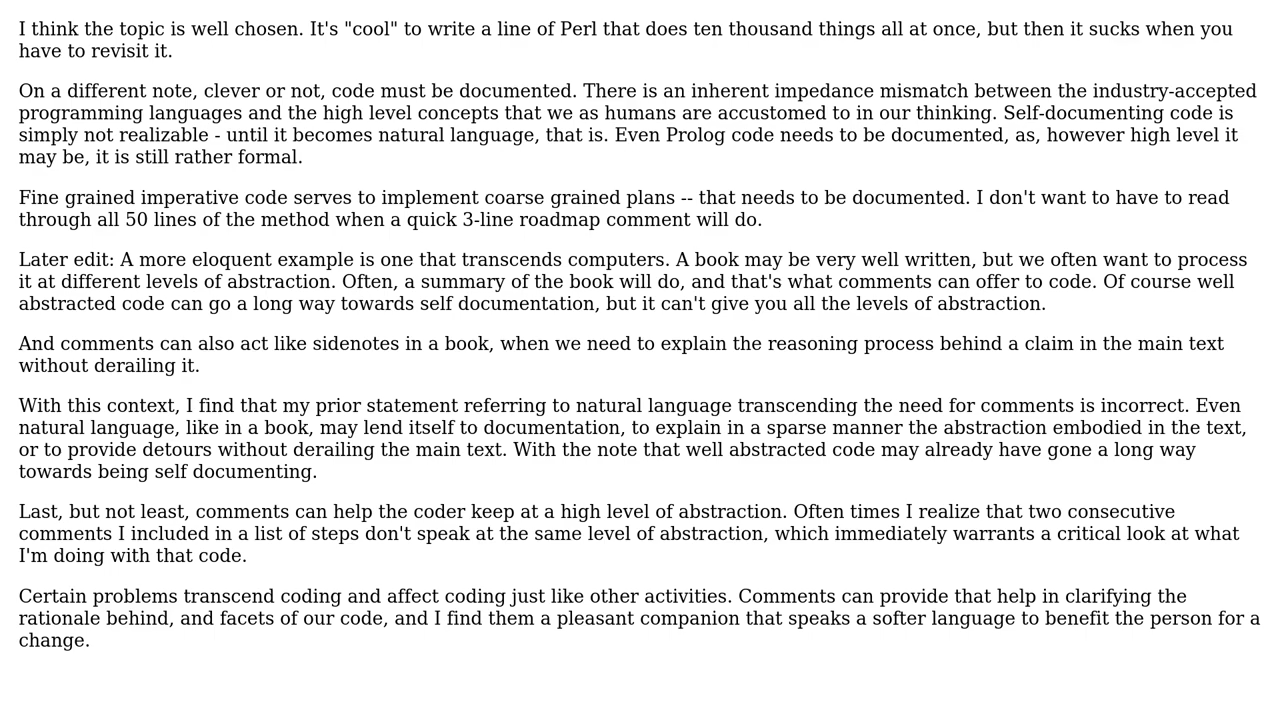 I think the topic is well chosen. It's "cool" to write a line of Perl that does ten thousand things all at once, but then it sucks when you
have to revisit it.
On a different note, clever or not, code must be documented. There is an inherent impedance mismatch between the industry-accepted
programming languages and the high level concepts that we as humans are accustomed to in our thinking. Self-documenting code is
simply not realizable - until it becomes natural language, that is. Even Prolog code needs to be documented, as, however high level it
may be, it is still rather formal.
Fine grained imperative code serves to implement coarse grained plans -- that needs to be documented. I don't want to have to read
through all 50 lines of the method when a quick 3-line roadmap comment will do.
Later edit: A more eloquent example is one that transcends computers. A book may be very well written, but we often want to process
it at different levels of abstraction. Often, a summary of the book will do, and that's what comments can offer to code. Of course well
abstracted code can go a long way towards self documentation, but it can't give you all the levels of abstraction.
And comments can also act like sidenotes in a book, when we need to explain the reasoning process behind a claim in the main text
without derailing it.
With this context, I find that my prior statement referring to natural language transcending the need for comments is incorrect. Even
natural language, like in a book, may lend itself to documentation, to explain in a sparse manner the abstraction embodied in the text,
or to provide detours without derailing the main text. With the note that well abstracted code may already have gone a long way
towards being self documenting.
Last, but not least, comments can help the coder keep at a high level of abstraction. Often times I realize that two consecutive
comments I included in a list of steps don't speak at the same level of abstraction, which immediately warrants a critical look at what
I'm doing with that code.
Certain problems transcend coding and affect coding just like other activities. Comments can provide that help in clarifying the
rationale behind, and facets of our code, and I find them a pleasant companion that speaks a softer language to benefit the person for a
change.